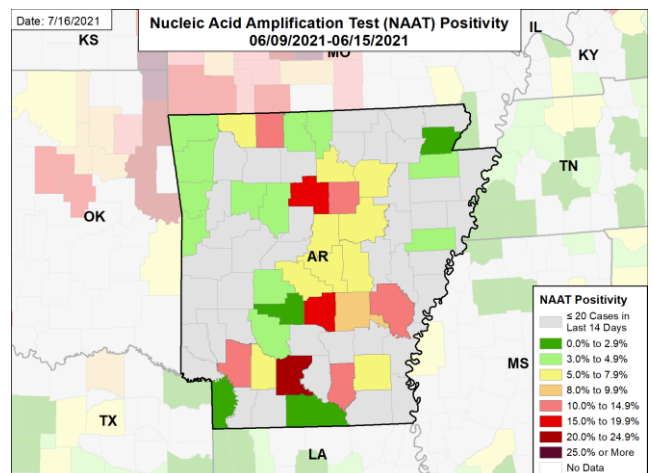 Date: 7/16/2021
Nucleic Acid Amplification Test (NAAT) Positivity
06/09/2021-06/15/2021
IL
KS
MO
KY
TN
OK
AR
MS
TX
LA
NAAT Positivity
≤ 20 Cases in
Last 14 Days
0.0% to 2.9%
3.0% to 4.9%
5.0% to 7.9%
8.0% to 9.9%
10.0% to 14.9%
15.0% to 19.9%
20.0% to 24.9%
25.0% or More
No Data